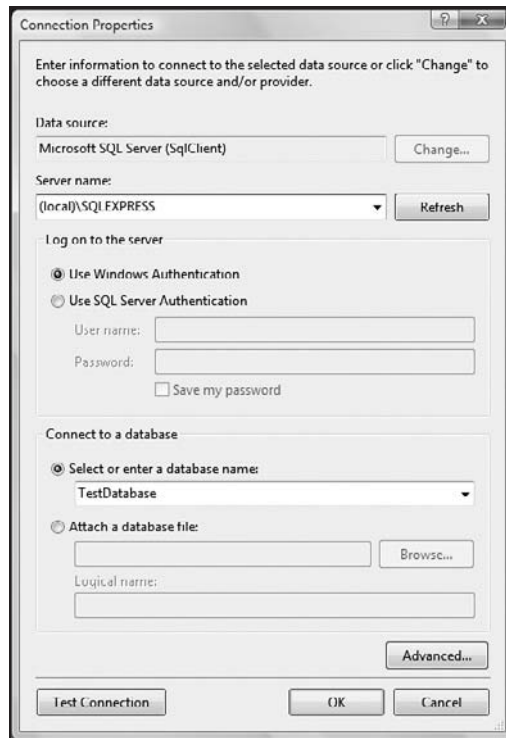 Connection Properties
?
X
Enter information to connect to the selected data source or click "Change" to
choose a different data source and/or provider.
Data source:
Microsoft SQL Server (SqlClient)
Change...
Server name:
(local)\SQLEXPRESS
Refresh
Log on to the server
Use Windows Authentication
Use SQL Server Authentication
User name:
Password:
Save my password
Connect to a database
Select or enter a database name:
TestDatabase
Attach a database file:
Browse...
Logical name:
Advanced...
Test Connection
OK
Cancel